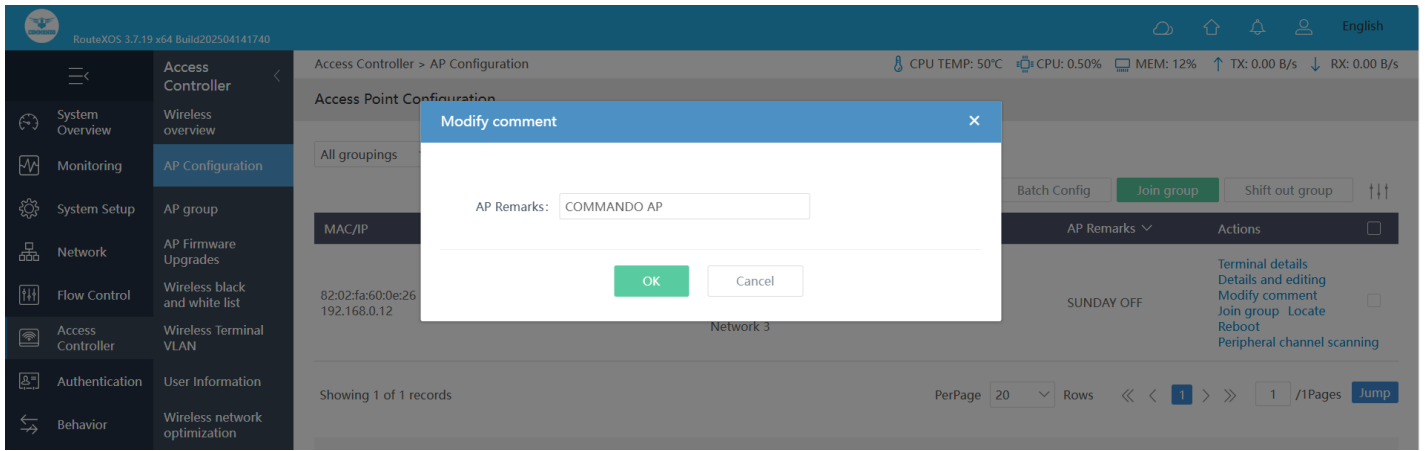 RouteXOS 3.7.19 x64 Build202504141740
English
Access Controller
Access Controller > AP Configuration
CPU TEMP: 50°C CPU: 0.50% MEM: 12% TX: 0.00 B/s RX: 0.00 B/s
System Overview
Monitoring
System Setup
Network
Flow Control
Access Controller
Authentication
Behavior
Wireless overview
AP Configuration
AP group
AP Firmware Upgrades
Wireless black and white list
Wireless Terminal VLAN
User Information
Wireless network optimization
Access Point Configuration
All groupings
Batch Config Join group Shift out group
MAC/IP AP Remarks Actions
82:02:fa:60:0e:26
192.168.0.12
Network 3
SUNDAY OFF
Terminal details
Details and editing
Modify comment
Join group Locate
Reboot
Peripheral channel scanning
Showing 1 of 1 records
PerPage 20 Rows 1 1 /1Pages Jump
Modify comment
AP Remarks: COMMANDO AP
OK Cancel